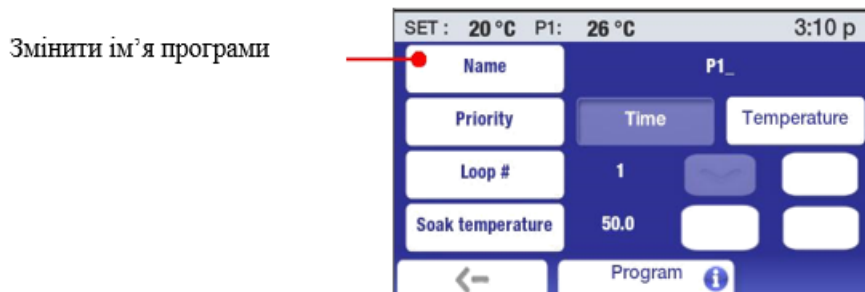 Змінити ім’я програми
SET : 20 °C P1: 26 °C 3:10 p
Name P1_
Priority Time Temperature
Loop # 1
Soak temperature 50.0
Program